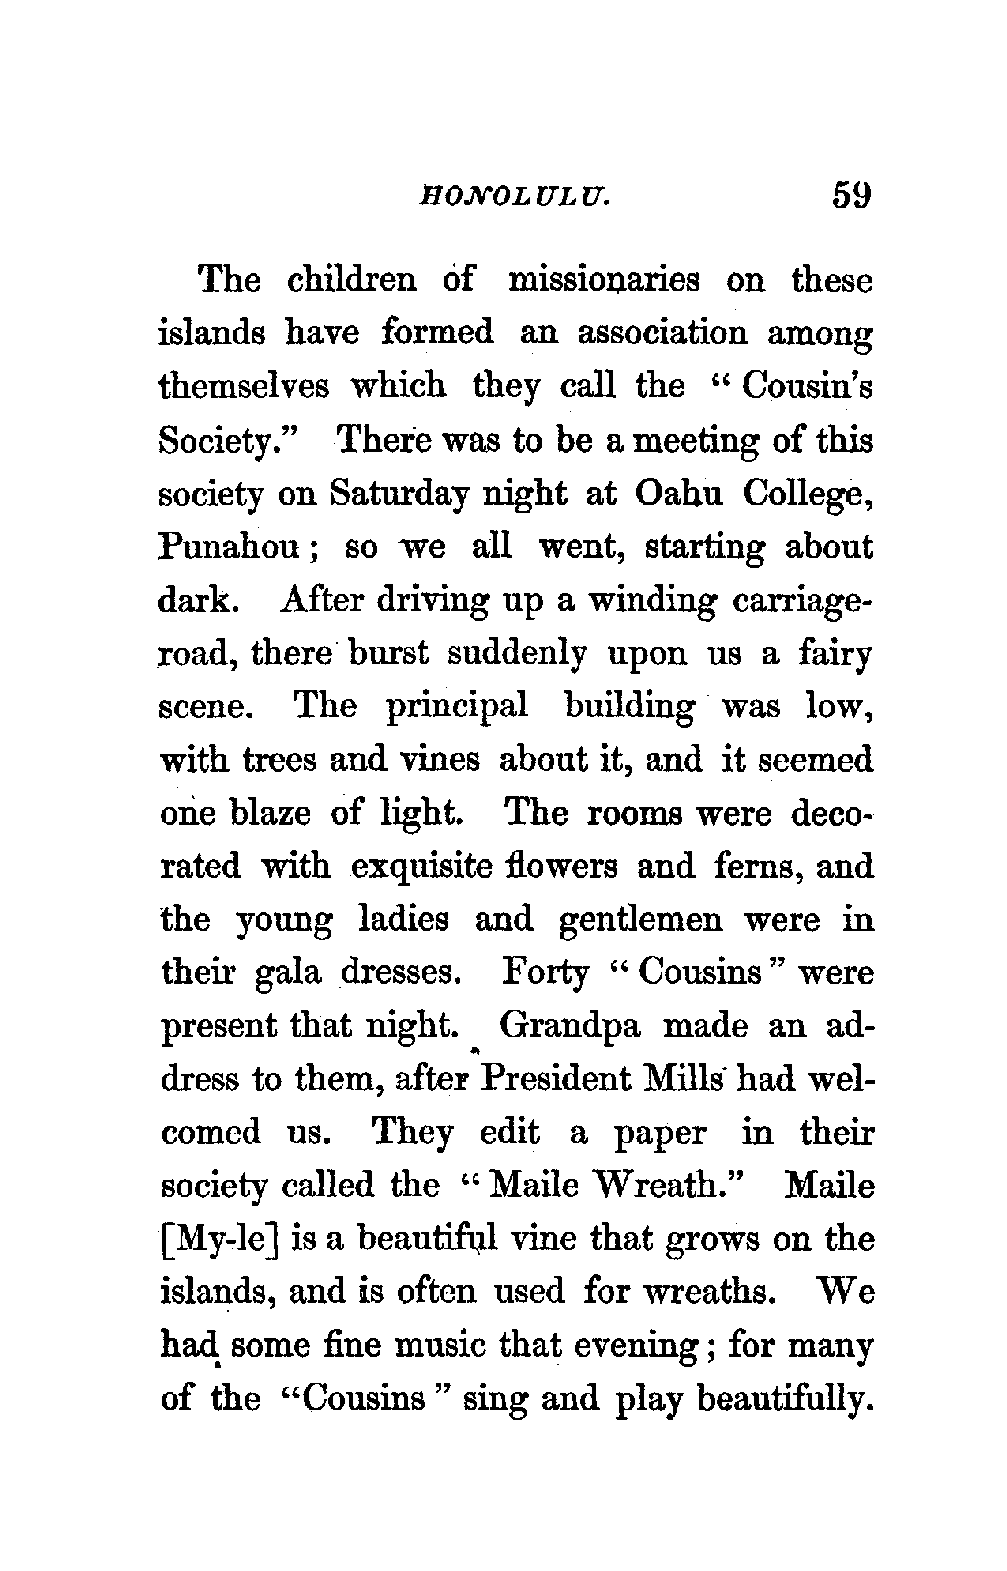 HONOLULU. 59
The children of missionaries on these
islands have formed an association among
themselves which they call the “ Cousin's
Society.” There was to be a meeting of this
society on Saturday night at Oahu College,
Punahou ; so we all went, starting about
dark. After driving up a winding carriage-
road, there burst suddenly upon us a fairy
scene. The principal building was low,
with trees and vines about it, and it seemed
one blaze of light. The rooms were deco-
rated with exquisite flowers and ferns, and
the young ladies and gentlemen were in
their gala dresses. Forty “ Cousins ” were
present that night. Grandpa made an ad-
dress to them, after President Mills had wel-
comed us. They edit a paper in their
society called the “ Maile Wreath.” Maile
[My-le] is a beautiful vine that grows on the
islands, and is often used for wreaths. We
had some fine music that evening ; for many
of the “Cousins ” sing and play beautifully.